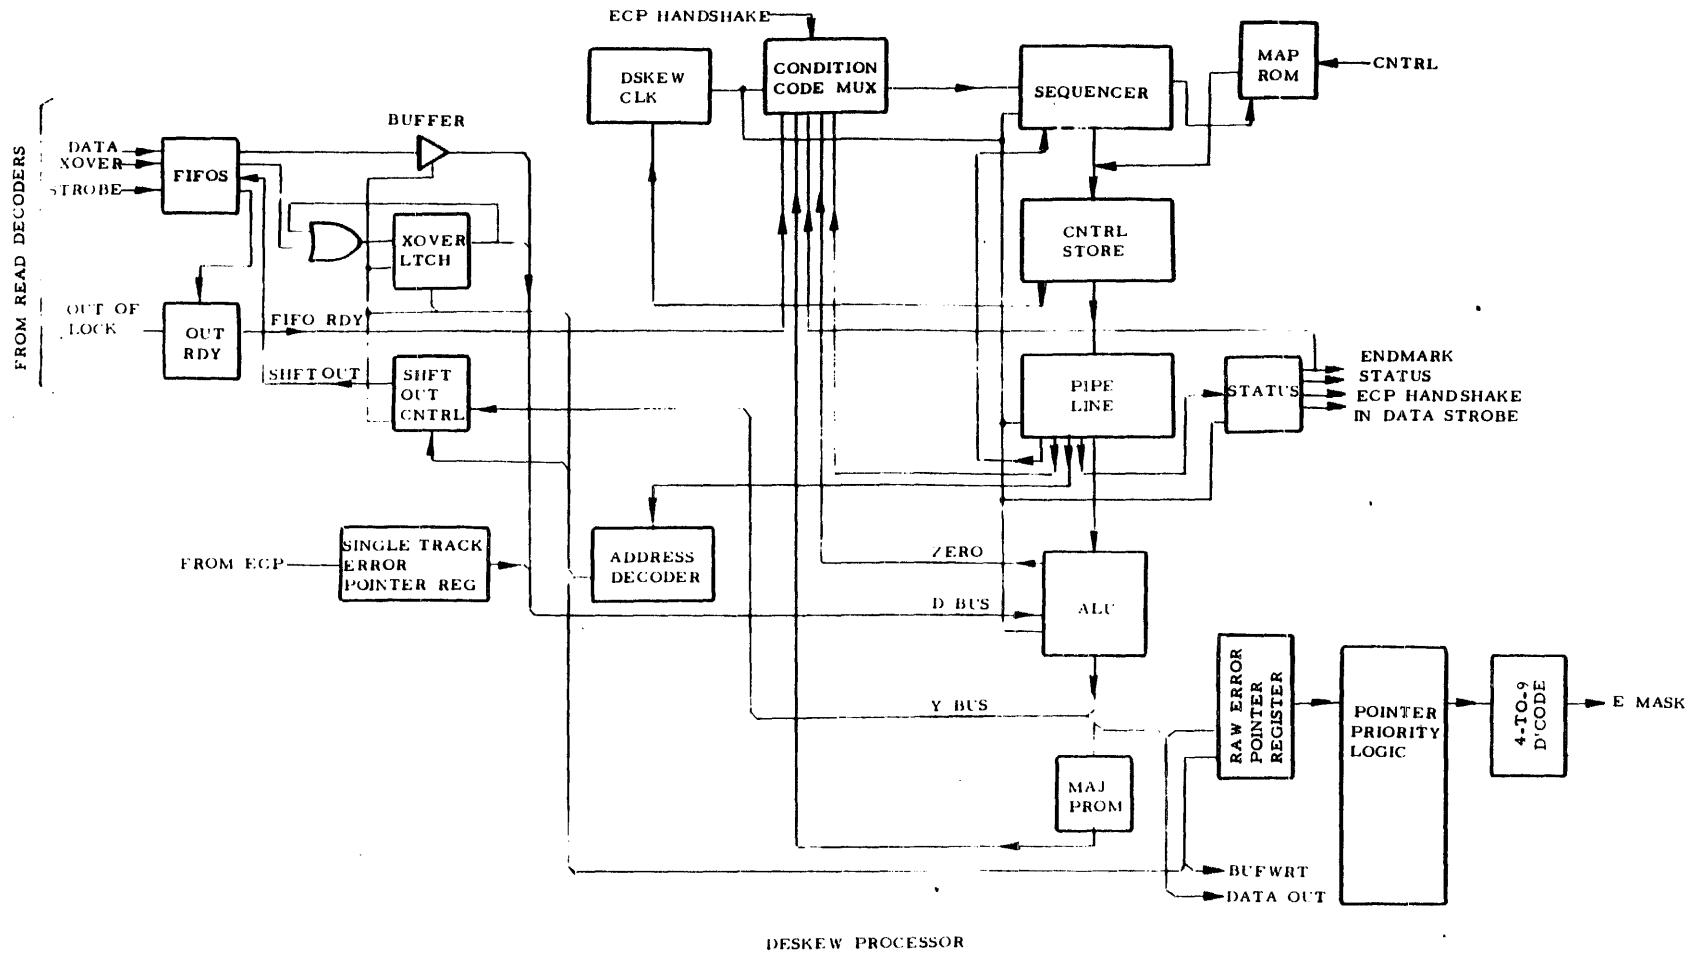 ECP HANDSHAKE
DSKEW
CLK
CONDITION
CODE MUX
SEQUENCER
MAP
ROM
CNTRL
FROM READ DECODERS
DATA
XOVER
STROBE
FIFOS
BUFFER
XOVER
LTCH
CNTRL
STORE
OUT OF
LOCK
OUT
RDY
FIFO RDY
SHFT OUT
SHFT
OUT
CNTRL
PIPE
LINE
STATUS
ENDMARK
STATUS
ECP HANDSHAKE
IN DATA STROBE
FROM ECP
SINGLE TRACK
ERROR
POINTER REG
ADDRESS
DECODER
ZERO
D BUS
ALU
Y BUS
MAJ
PROM
RAW ERROR
POINTER
REGISTER
POINTER
PRIORITY
LOGIC
4-TO-9
D'CODE
E MASK
BUFWRT
DATA OUT
DESKEW PROCESSOR